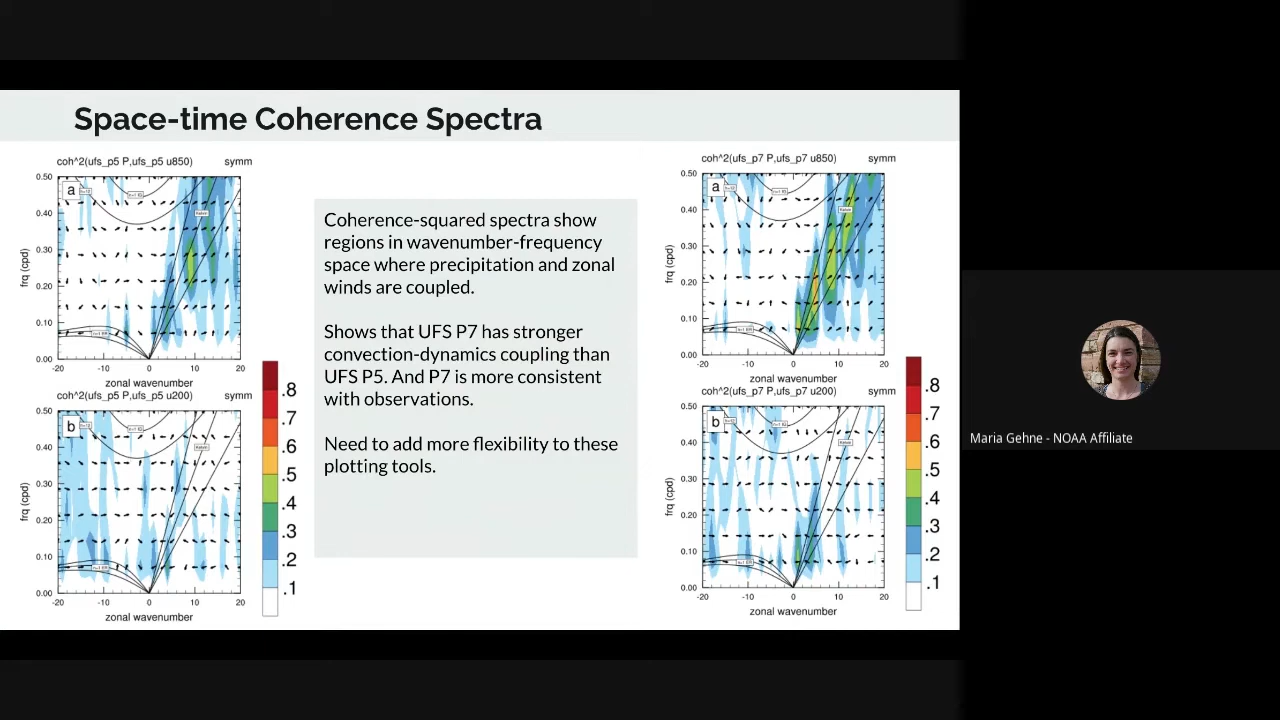 Space-time Coherence Spectra
coh^2(ufs_p5 P,ufs_p5 u850) symm
a
Kelvin
frq (cpd)
0.50
0.40
0.30
0.20
0.10
0.00
-20 -10 0 10 20
zonal wavenumber
coh^2(ufs_p5 P,ufs_p5 u200) symm
b
Kelvin
frq (cpd)
0.50
0.40
0.30
0.20
0.10
0.00
-20 -10 0 10 20
zonal wavenumber
.8
.7
.6
.5
.4
.3
.2
.1
Coherence-squared spectra show
regions in wavenumber-frequency
space where precipitation and zonal
winds are coupled.
Shows that UFS P7 has stronger
convection-dynamics coupling than
UFS P5. And P7 is more consistent
with observations.
Need to add more flexibility to these
plotting tools.
coh^2(ufs_p7 P,ufs_p7 u850) symm
a
Kelvin
frq (cpd)
0.50
0.40
0.30
0.20
0.10
0.00
-20 -10 0 10 20
zonal wavenumber
coh^2(ufs_p7 P,ufs_p7 u200) symm
b
Kelvin
frq (cpd)
0.50
0.40
0.30
0.20
0.10
0.00
-20 -10 0 10 20
zonal wavenumber
.8
.7
.6
.5
.4
.3
.2
.1
Maria Gehne - NOAA Affiliate